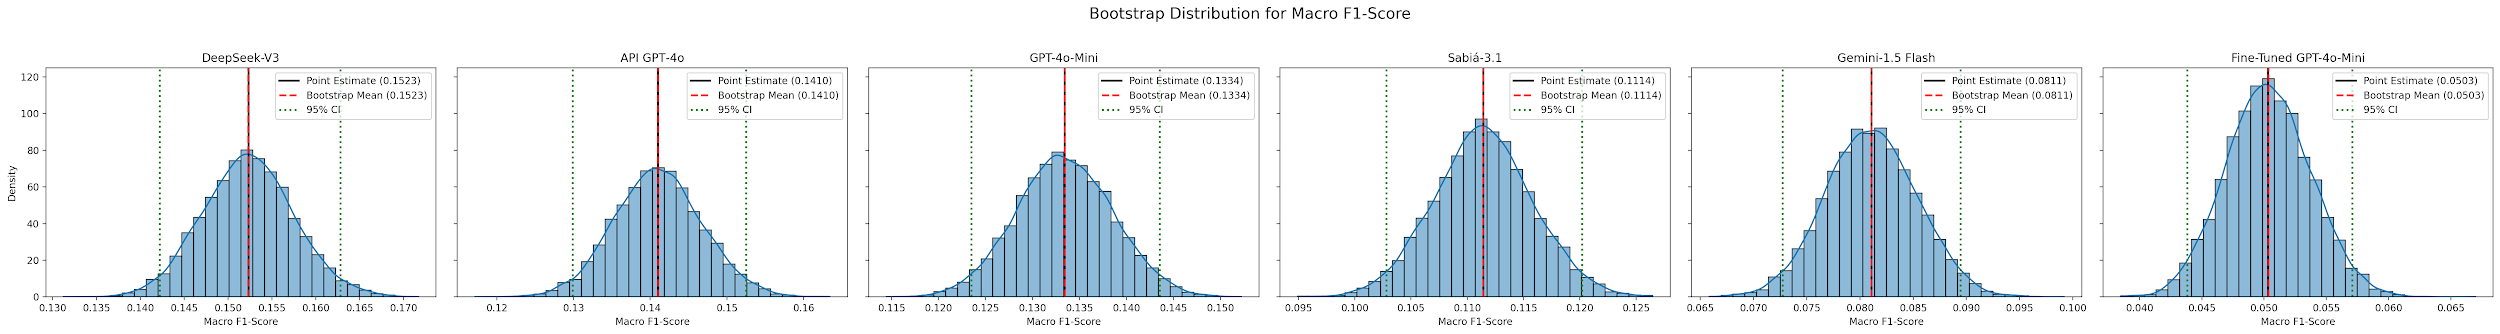 Bootstrap Distribution for Macro F1-Score
DeepSeek-V3
Density
0
20
40
60
80
100
120
Point Estimate (0.1523)
Bootstrap Mean (0.1523)
95% CI
0.130 0.135 0.140 0.145 0.150 0.155 0.160 0.165 0.170
Macro F1-Score
API GPT-4o
Point Estimate (0.1410)
Bootstrap Mean (0.1410)
95% CI
0.12 0.13 0.14 0.15 0.16
Macro F1-Score
GPT-4o-Mini
Point Estimate (0.1334)
Bootstrap Mean (0.1334)
95% CI
0.115 0.120 0.125 0.130 0.135 0.140 0.145 0.150
Macro F1-Score
Sabiá-3.1
Point Estimate (0.1114)
Bootstrap Mean (0.1114)
95% CI
0.095 0.100 0.105 0.110 0.115 0.120 0.125
Macro F1-Score
Gemini-1.5 Flash
Point Estimate (0.0811)
Bootstrap Mean (0.0811)
95% CI
0.065 0.070 0.075 0.080 0.085 0.090 0.095 0.100
Macro F1-Score
Fine-Tuned GPT-4o-Mini
Point Estimate (0.0503)
Bootstrap Mean (0.0503)
95% CI
0.040 0.045 0.050 0.055 0.060 0.065
Macro F1-Score